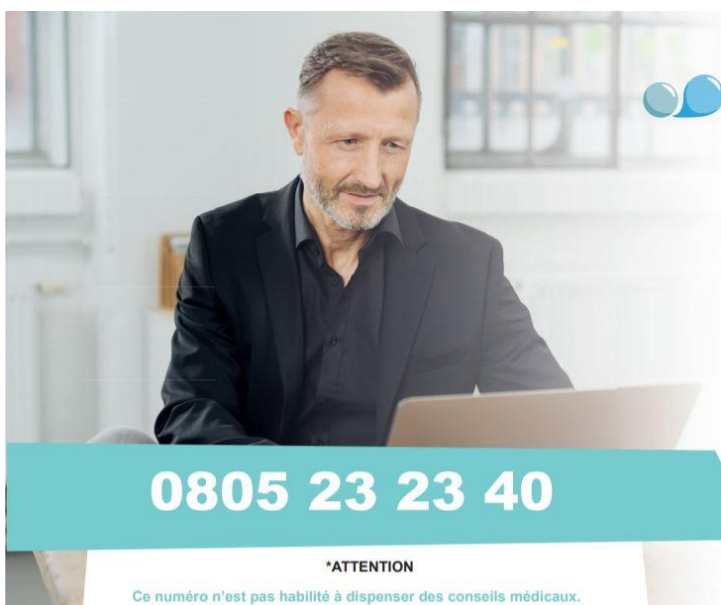 0805 23 23 40
*ATTENTION
Ce numéro n'est pas habilité à dispenser des conseils médicaux.